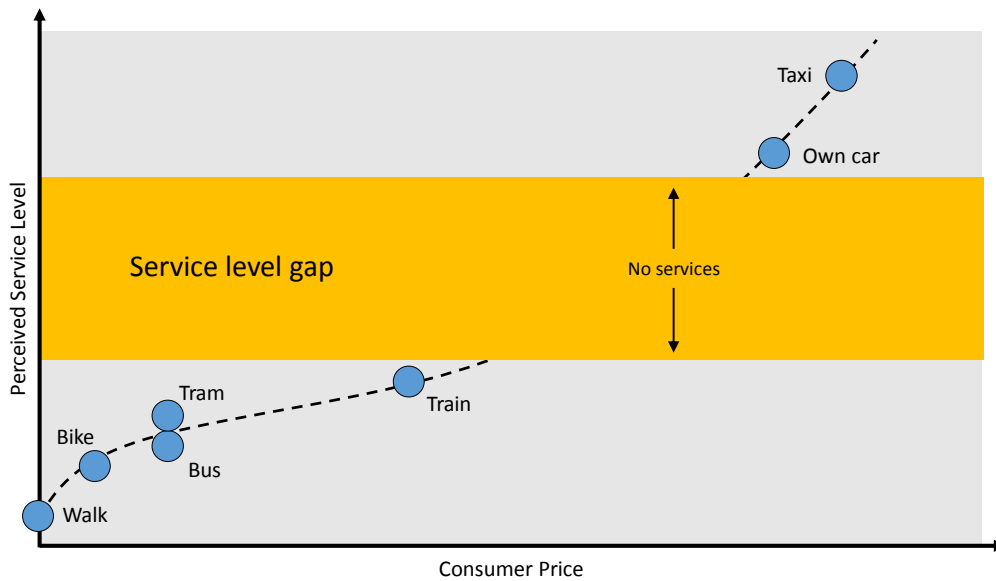 Taxi
Own car
Perceived Service Level
Service level gap
No services
Tram
Train
Bike
Bus
Walk
Consumer Price